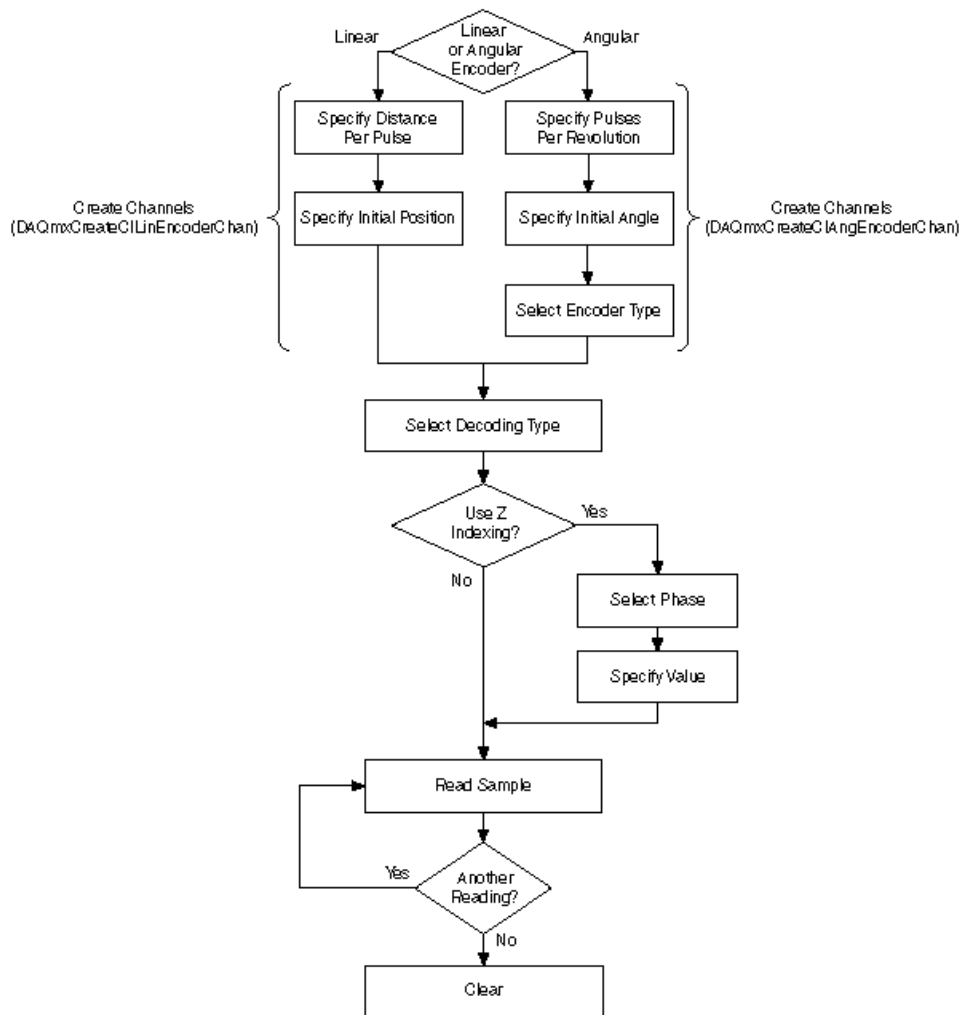 Linear
or Angular
Encoder?
Linear
Angular
Specify Distance
Per Pulse
Specify Pulses
Per Revolution
Create Channels
(DAQmxCreateCILinEncoderChan)
Specify Initial Position
Specify Initial Angle
Create Channels
(DAQmxCreateCIAngEncoderChan)
Select Encoder Type
Select Decoding Type
Use Z
Indexing?
Yes
No
Select Phase
Specify Value
Read Sample
Yes
Another
Reading?
No
Clear